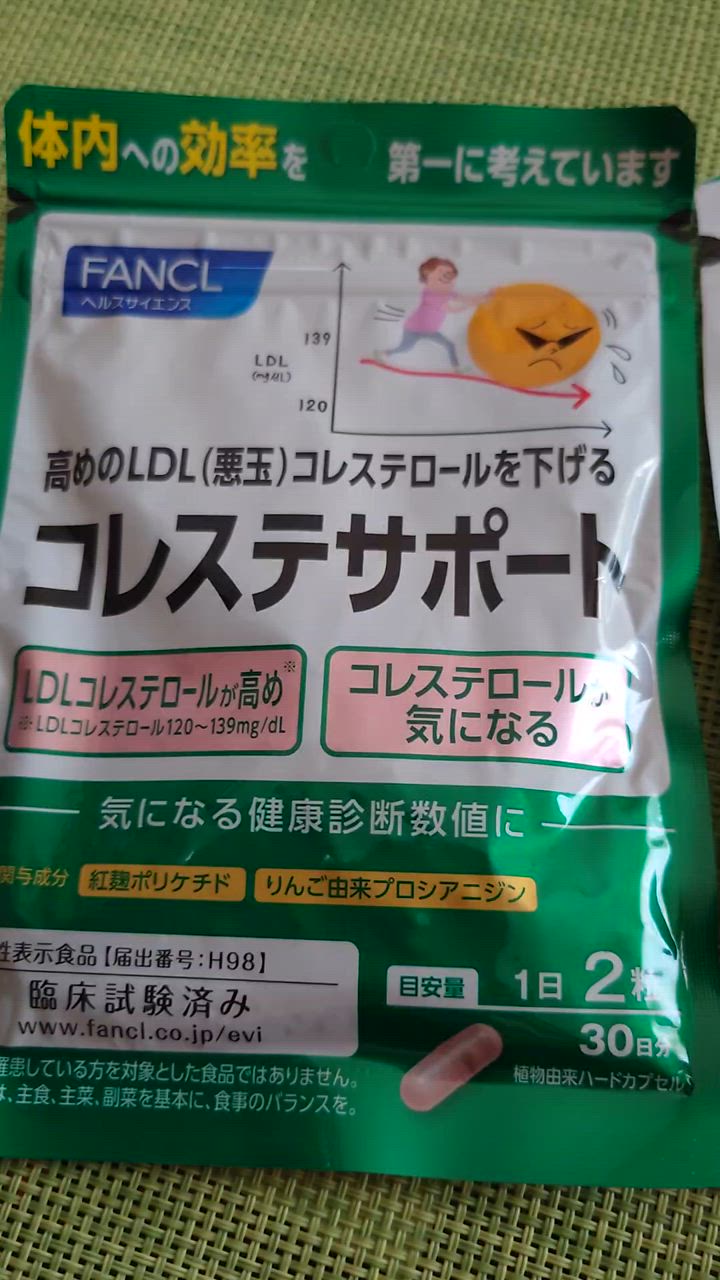 体内への効率を 第一に考えています
FANCL
ヘルスサイエンス
139
LDL
(mg/dL)
120
高めのLDL(悪玉)コレステロールを下げる
コレステサポート
LDLコレステロールが高め※
※:LDLコレステロール120~139mg/dL
コレステロールが
気になる
気になる健康診断数値に
関与成分 紅麹ポリケチド りんご由来プロシアニジン
性表示食品【届出番号:H98】
臨床試験済み
www.fancl.co.jp/evi
目安量 1日 2粒
30日分
植物由来ハードカプセル
罹患している方を対象とした食品ではありません。
は、主食、主菜、副菜を基本に、食事のバランスを。